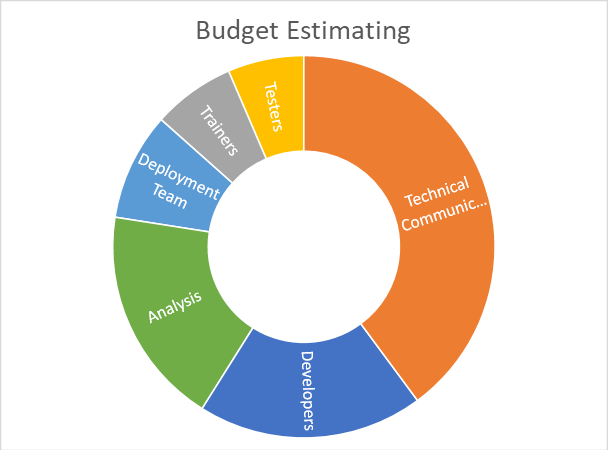 Budget Estimating
Technical
Communic...
Developers
Analysis
Deployment
Team
Trainers
Testers